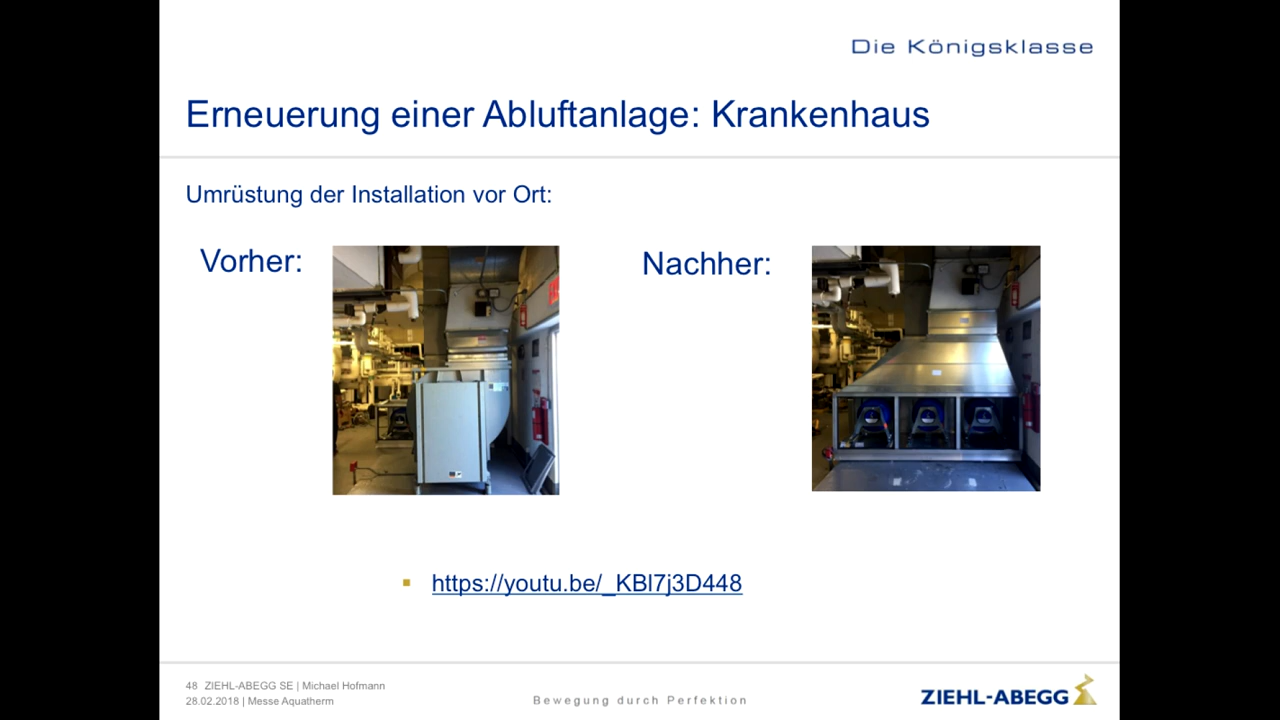 Die Königsklasse
Erneuerung einer Abluftanlage: Krankenhaus
Umrüstung der Installation vor Ort:
Vorher:
Nachher:
https://youtu.be/_KBl7j3D448
48 ZIEHL-ABEGG SE | Michael Hofmann
28.02.2018 | Messe Aquatherm
Bewegung durch Perfektion
ZIEHL-ABEGG